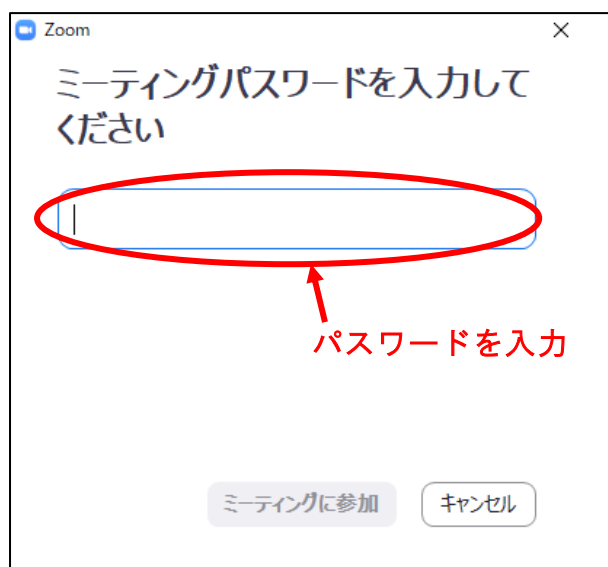 Zoom
ミーティングパスワードを入力して
ください
パスワードを入力
ミーティングに参加
キャンセル